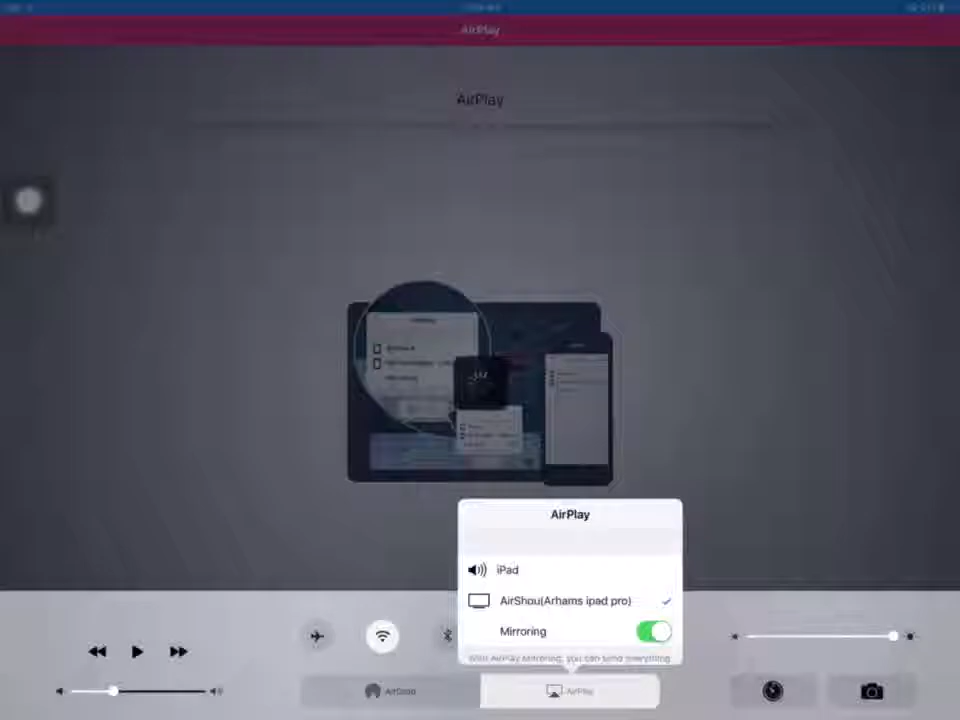 AirPlay
AirPlay
AirPlay
iPad
AirShou(Arhams ipad pro)
Mirroring
With AirPlay Mirroring, you can send everything
AirDrop
AirPlay